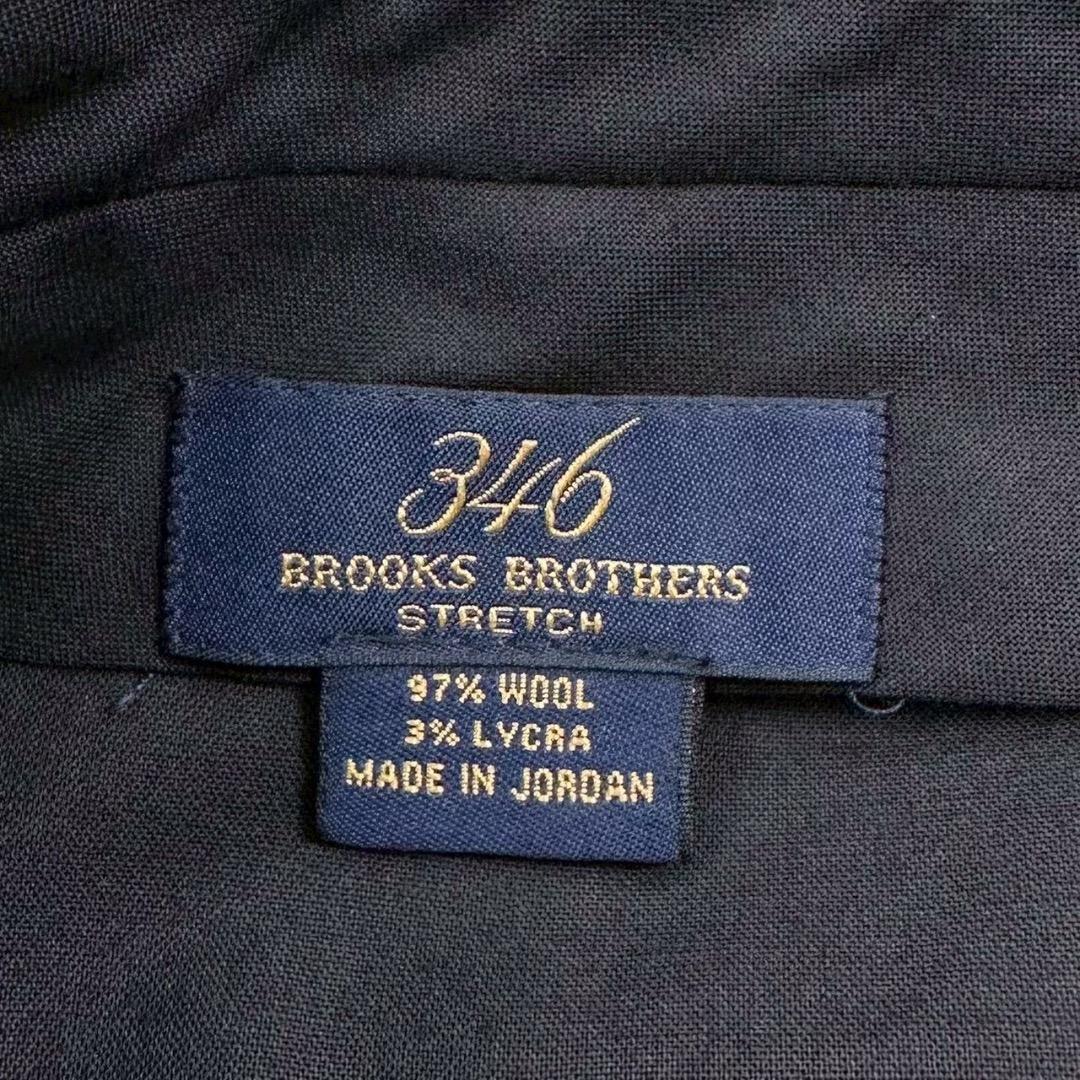 346
BROOKS BROTHERS
STRETCH
97% WOOL
3% LYCRA
MADE IN JORDAN